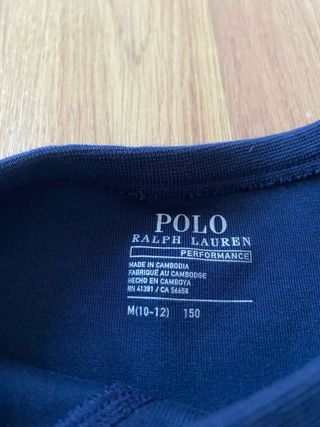 POLO
RALPH LAUREN
PERFORMANCE
MADE IN CAMBODIA
FABRIQUÉ AU CAMBODGE
HECHO EN CAMBOYA
RN 41381 / CA 56658
M(10-12) 150